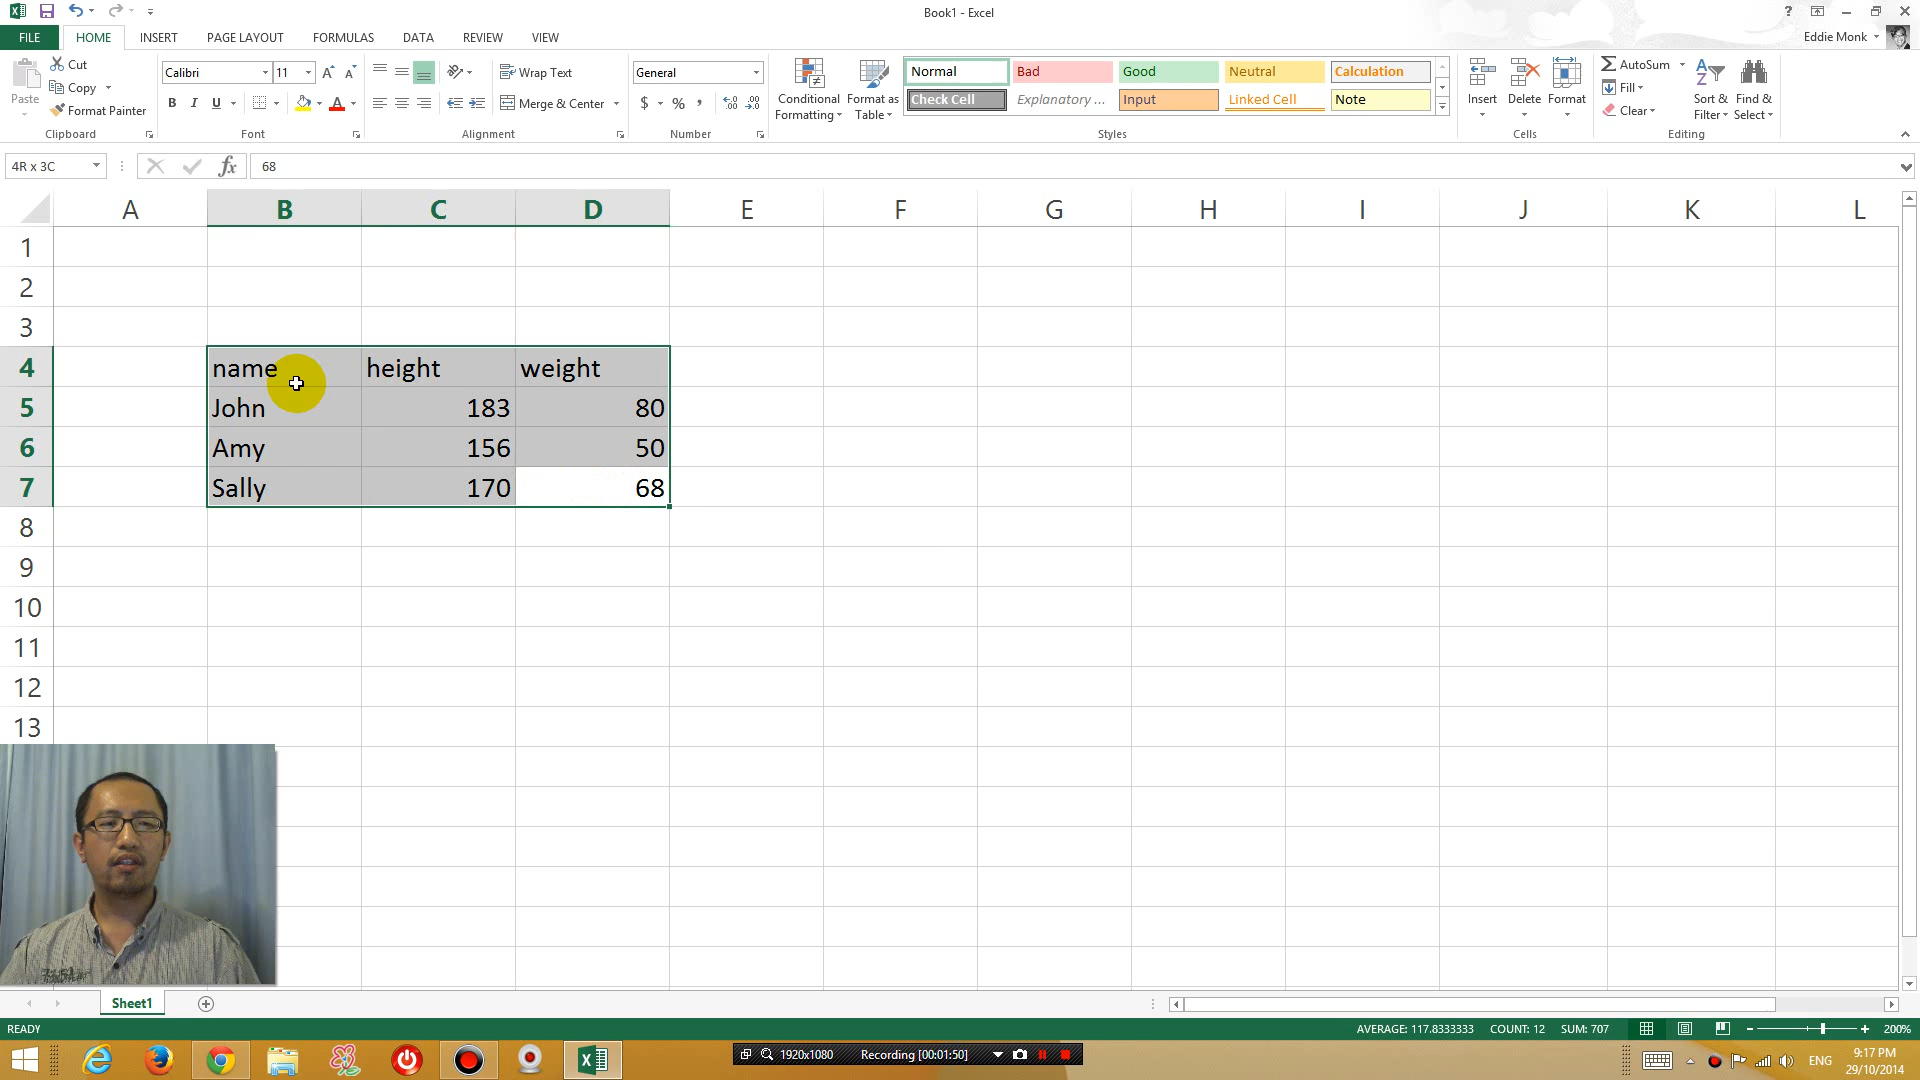 Book1 - Excel
?
FILE HOME INSERT PAGE LAYOUT FORMULAS DATA REVIEW VIEW
Eddie Monk
Paste
Cut
Copy
Format Painter
Clipboard
Calibri 11
B I U
Font
Wrap Text
Merge & Center
Alignment
General
$ % ,
Number
Conditional Formatting
Format as Table
Normal Bad Good Neutral Calculation
Check Cell Explanatory ... Input Linked Cell Note
Styles
Insert Delete Format
Cells
AutoSum
Fill
Clear
Sort & Filter
Find & Select
Editing
4R x 3C
fx
68
A B C D E F G H I J K L
1
2
3
4 name height weight
5 John 183 80
6 Amy 156 50
7 Sally 170 68
8
9
10
11
12
13
Sheet1
READY
AVERAGE: 117.8333333 COUNT: 12 SUM: 707
200%
1920x1080 Recording [00:01:50]
ENG
9:17 PM
29/10/2014